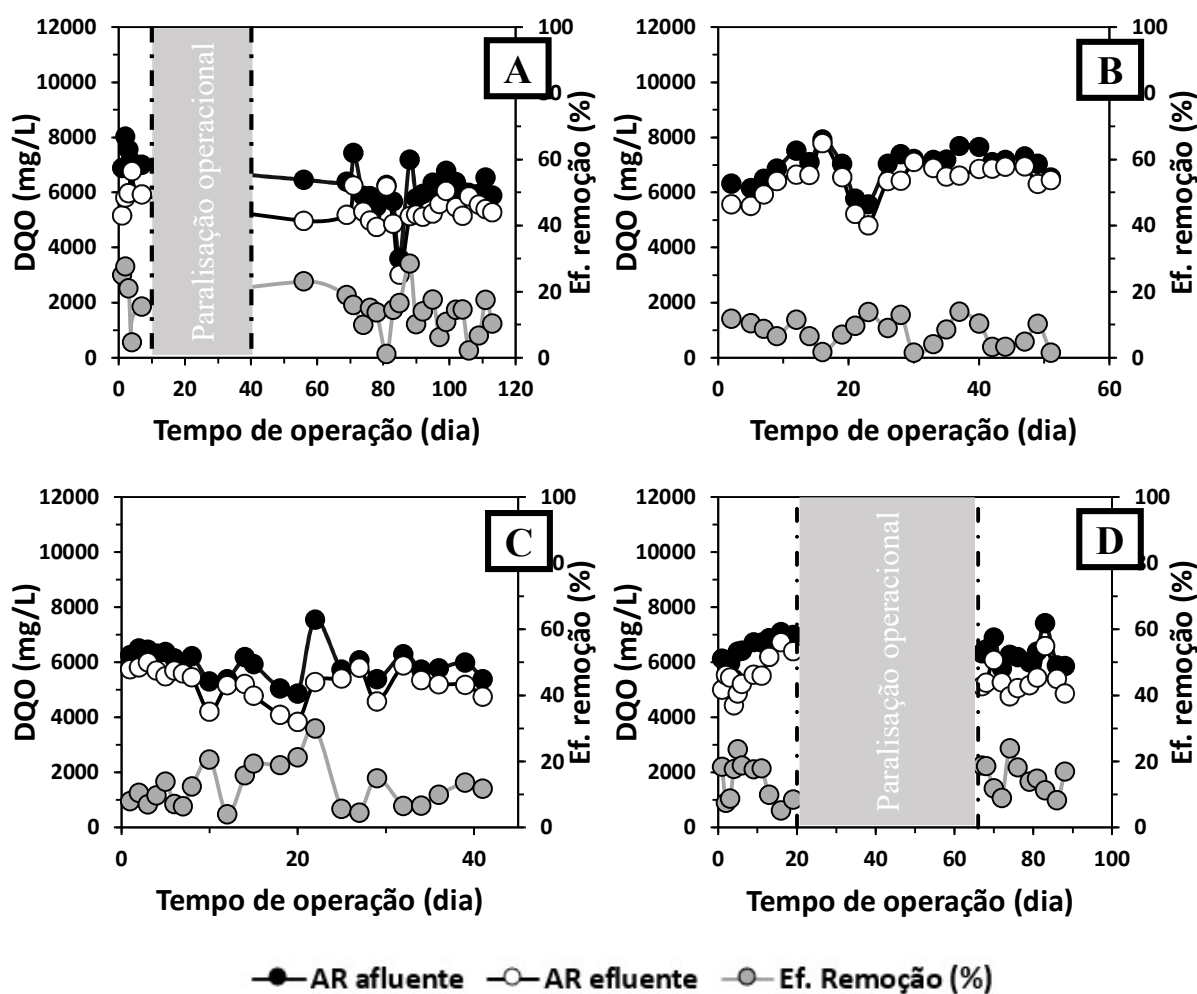 12000
10000
8000
6000
4000
2000
0
DQO (mg/L)
Paralisação operacional
A
100
80
60
40
20
0
Ef. remoção (%)
0 20 40 60 80 100 120
Tempo de operação (dia)
12000
10000
8000
6000
4000
2000
0
DQO (mg/L)
B
100
80
60
40
20
0
Ef. remoção (%)
0 20 40 60
Tempo de operação (dia)
12000
10000
8000
6000
4000
2000
0
DQO (mg/L)
C
100
80
60
40
20
0
Ef. remoção (%)
0 20 40
Tempo de operação (dia)
12000
10000
8000
6000
4000
2000
0
DQO (mg/L)
Paralisação operacional
D
100
80
60
40
20
0
Ef. remoção (%)
0 20 40 60 80 100
Tempo de operação (dia)
AR afluente AR efluente Ef. Remoção (%)